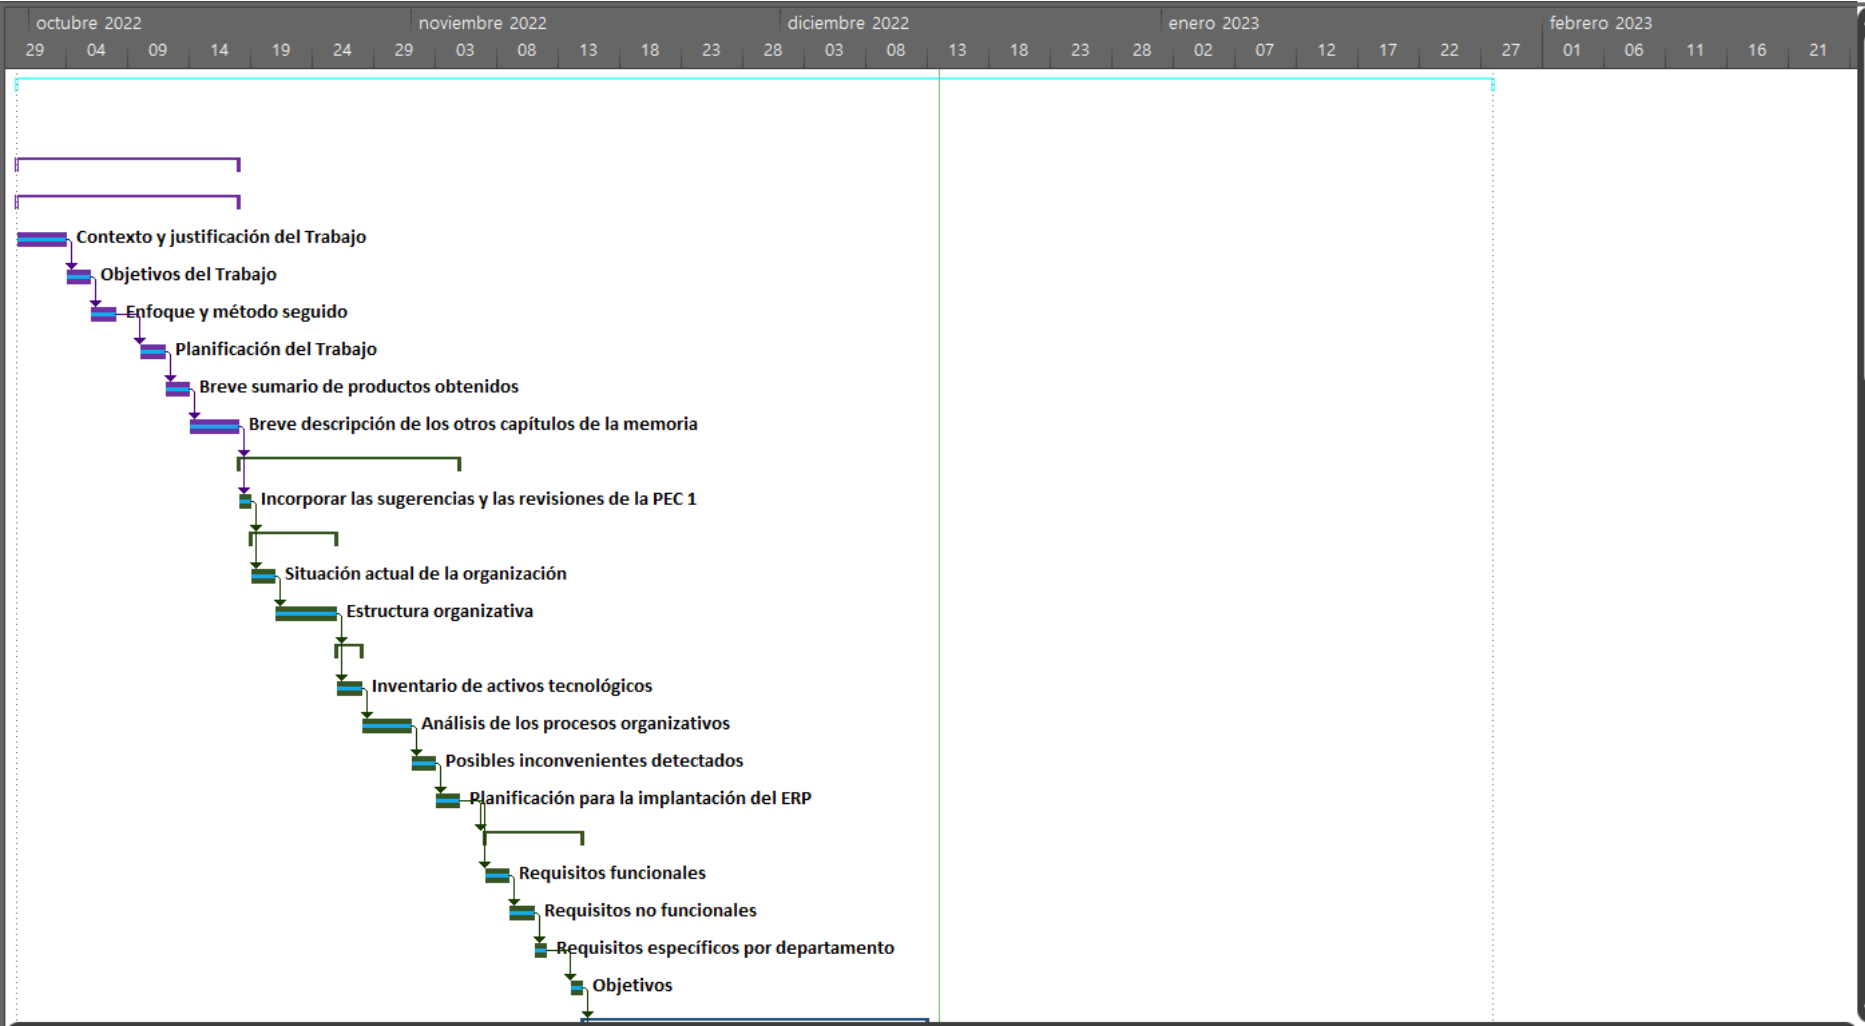 octubre 2022 noviembre 2022 diciembre 2022 enero 2023 febrero 2023
29 04 09 14 19 24 29 03 08 13 18 23 28 03 08 13 18 23 28 02 07 12 17 22 27 01 06 11 16 21
Contexto y justificación del Trabajo
Objetivos del Trabajo
Enfoque y método seguido
Planificación del Trabajo
Breve sumario de productos obtenidos
Breve descripción de los otros capítulos de la memoria
Incorporar las sugerencias y las revisiones de la PEC 1
Situación actual de la organización
Estructura organizativa
Inventario de activos tecnológicos
Análisis de los procesos organizativos
Posibles inconvenientes detectados
Planificación para la implantación del ERP
Requisitos funcionales
Requisitos no funcionales
Requisitos específicos por departamento
Objetivos